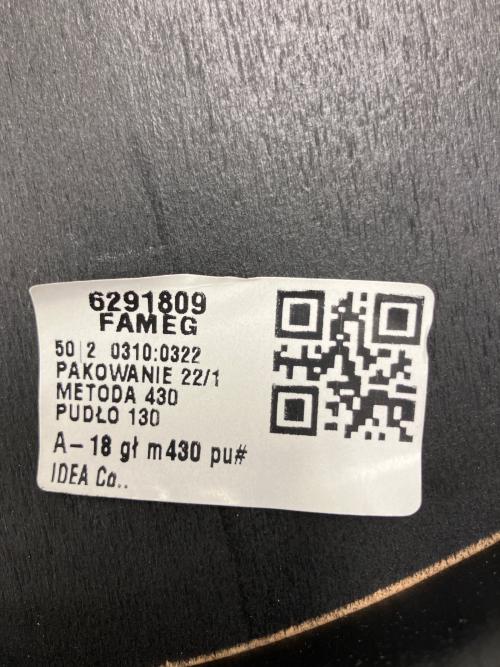 6291809
FAMEG
50|2 0310:0322
PAKOWANIE 22/1
METODA 430
PUDŁO 130
A- 18 gł m430 pu#
IDEA Co..